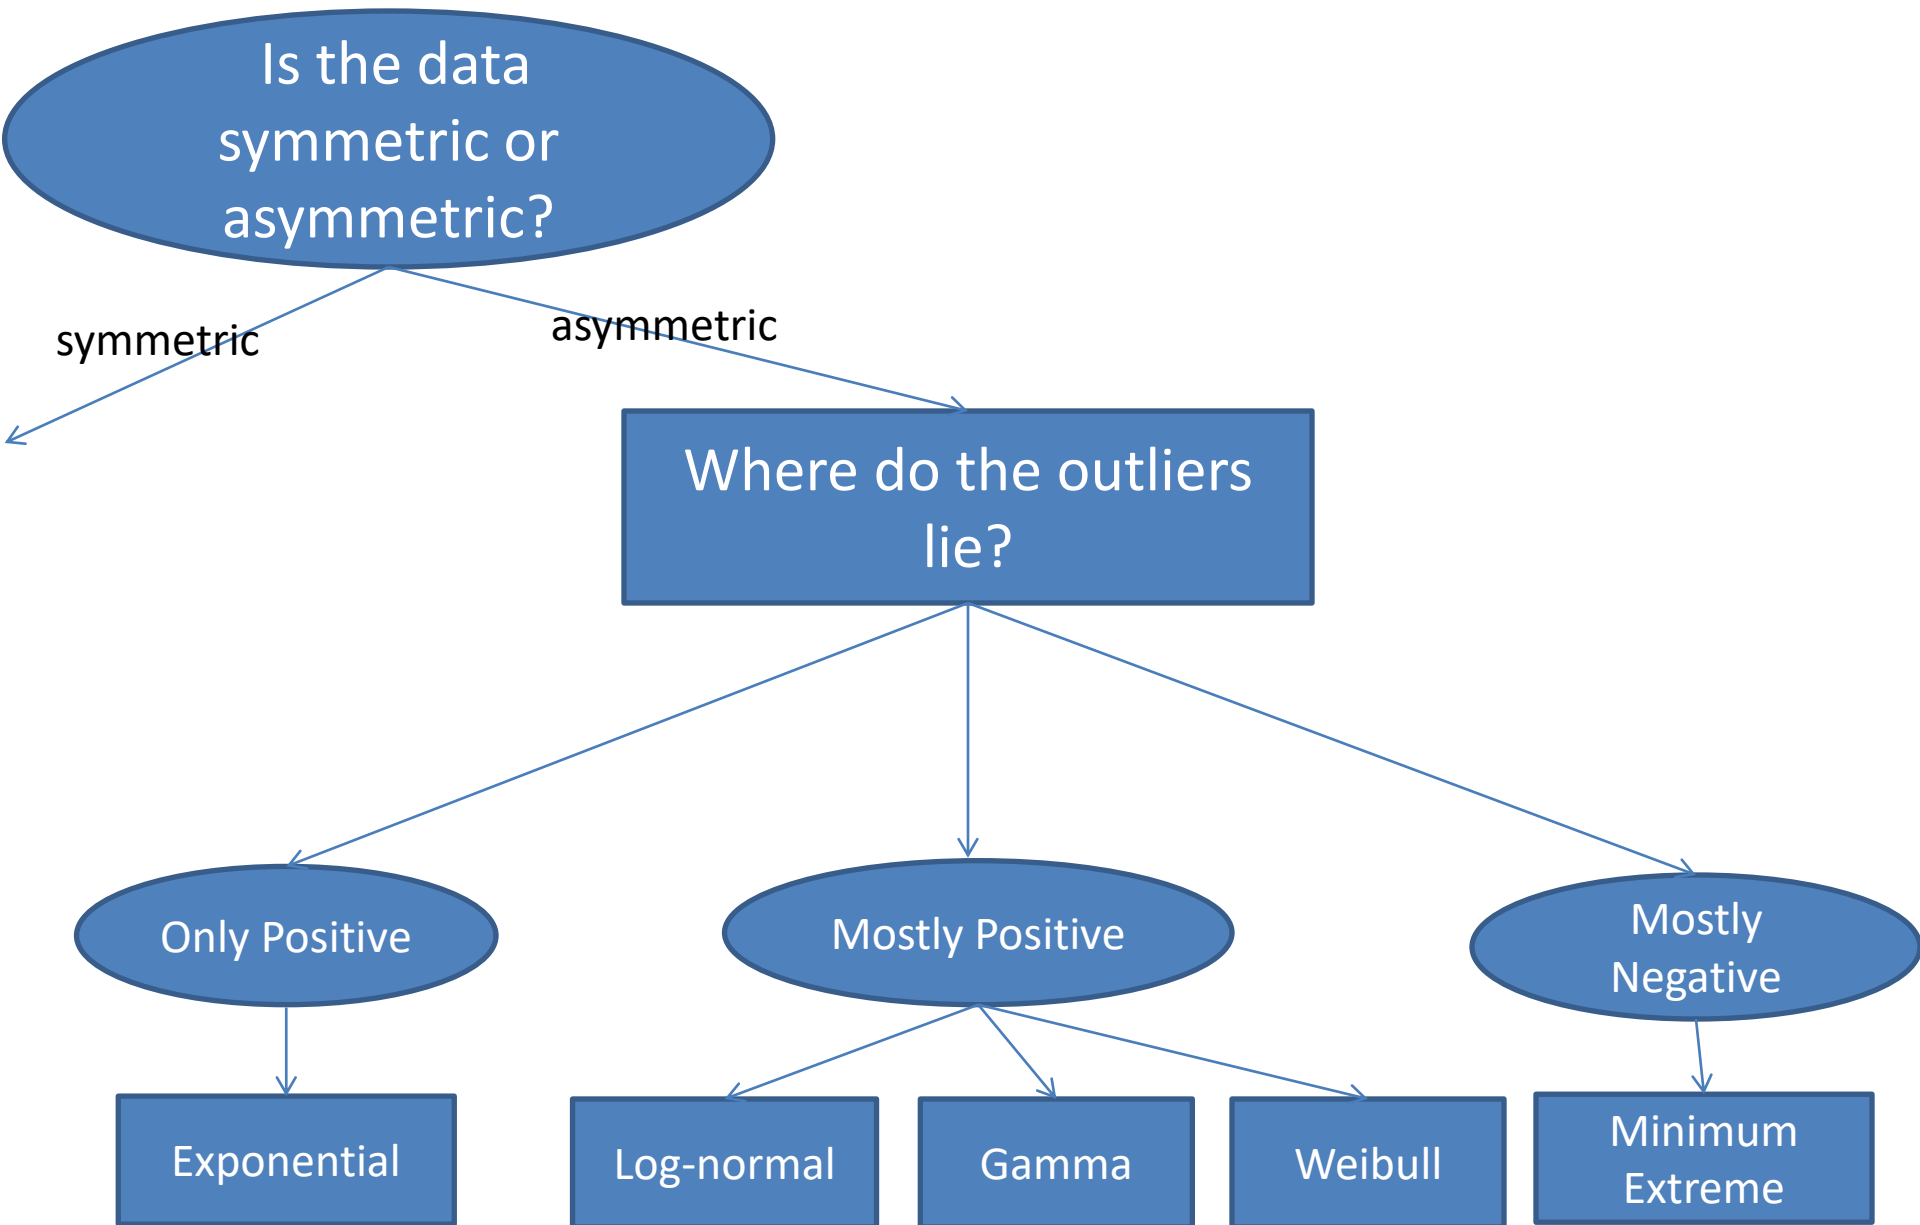 Is the data
symmetric or
asymmetric?
symmetric
asymmetric
Where do the outliers
lie?
Only Positive
Mostly Positive
Mostly
Negative
Exponential
Log-normal
Gamma
Weibull
Minimum
Extreme